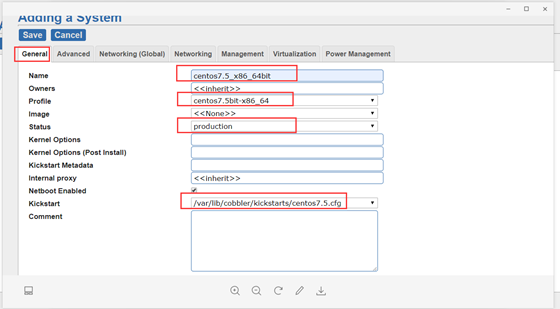 Adding a System
Save Cancel
General Advanced Networking (Global) Networking Management Virtualization Power Management
Name centos7.5_x86_64bit
Owners <<inherit>>
Profile centos7.5bit-x86_64
Image <<None>>
Status production
Kernel Options
Kernel Options (Post Install)
Kickstart Metadata
Internal proxy <<inherit>>
Netboot Enabled
Kickstart /var/lib/cobbler/kickstarts/centos7.5.cfg
Comment